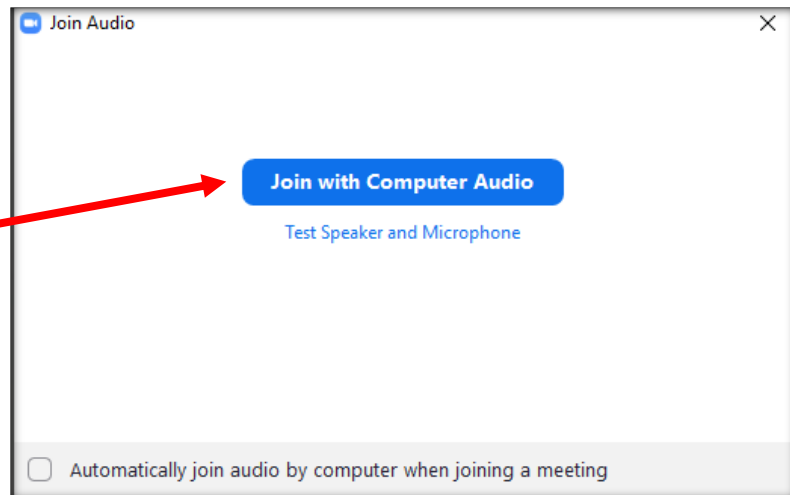 Join Audio
Join with Computer Audio
Test Speaker and Microphone
Automatically join audio by computer when joining a meeting